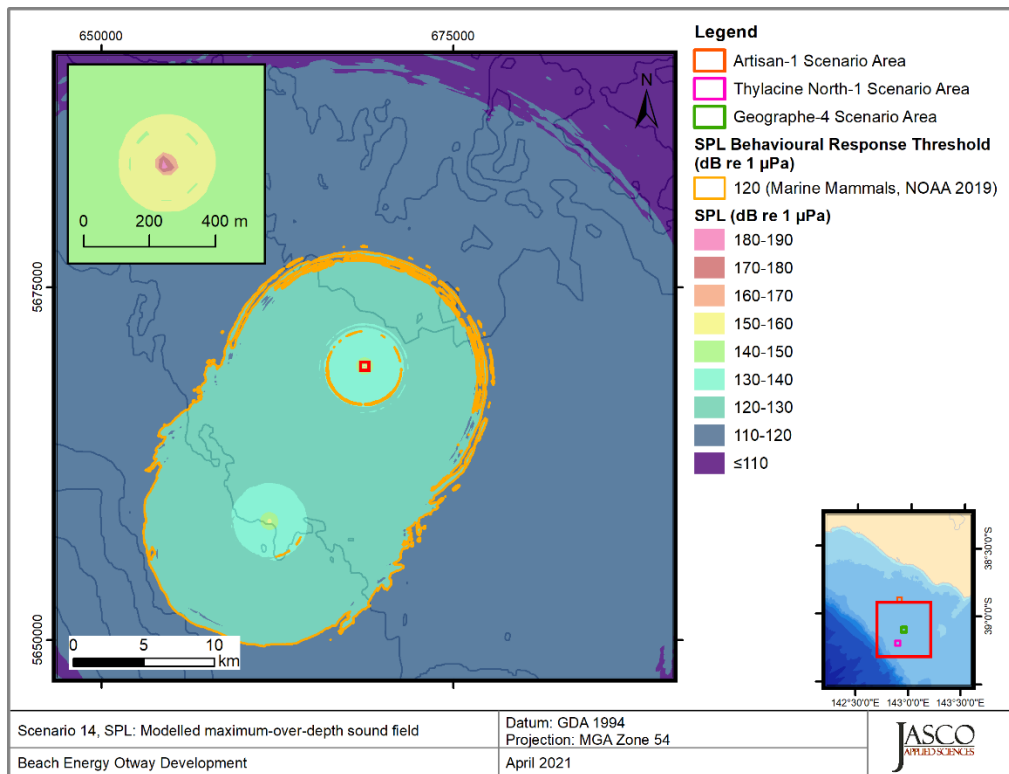 650000
675000
Legend
Artisan-1 Scenario Area
Thylacine North-1 Scenario Area
Geographe-4 Scenario Area
SPL Behavioural Response Threshold
(dB re 1 µPa)
120 (Marine Mammals, NOAA 2019)
SPL (dB re 1 µPa)
180-190
170-180
160-170
150-160
140-150
130-140
120-130
110-120
≤110
N
0
200
400 m
5675000
5650000
0
5
10
km
38°30'S
39°0'S
142°30'0"E
143°0'0"E
143°30'0"E
Scenario 14, SPL: Modelled maximum-over-depth sound field
Datum: GDA 1994
Projection: MGA Zone 54
Beach Energy Otway Development
April 2021
JASCO
APPLIED SCIENCES